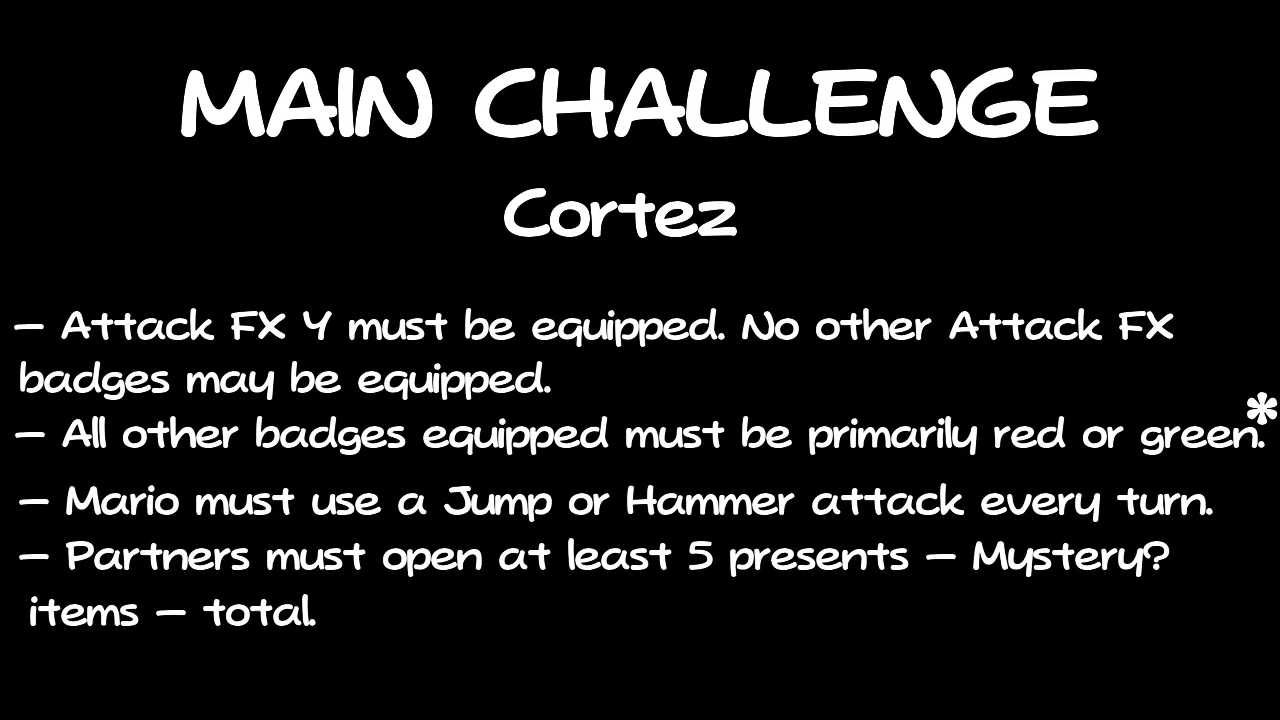 MAIN CHALLENGE
Cortez
– Attack FX Y must be equipped. No other Attack FX
badges may be equipped.
– All other badges equipped must be primarily red or green.*
– Mario must use a Jump or Hammer attack every turn.
– Partners must open at least 5 presents – Mystery?
items – total.